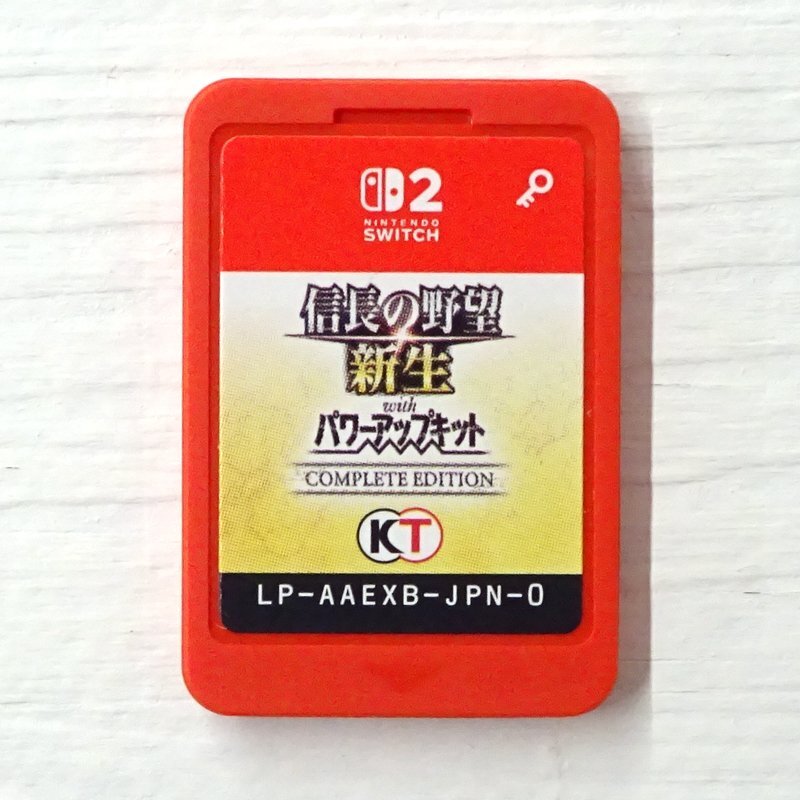 2
NINTENDO
SWITCH
信長の野望
新生
with
パワーアップキット
COMPLETE EDITION
KT
LP-AAEXB-JPN-0